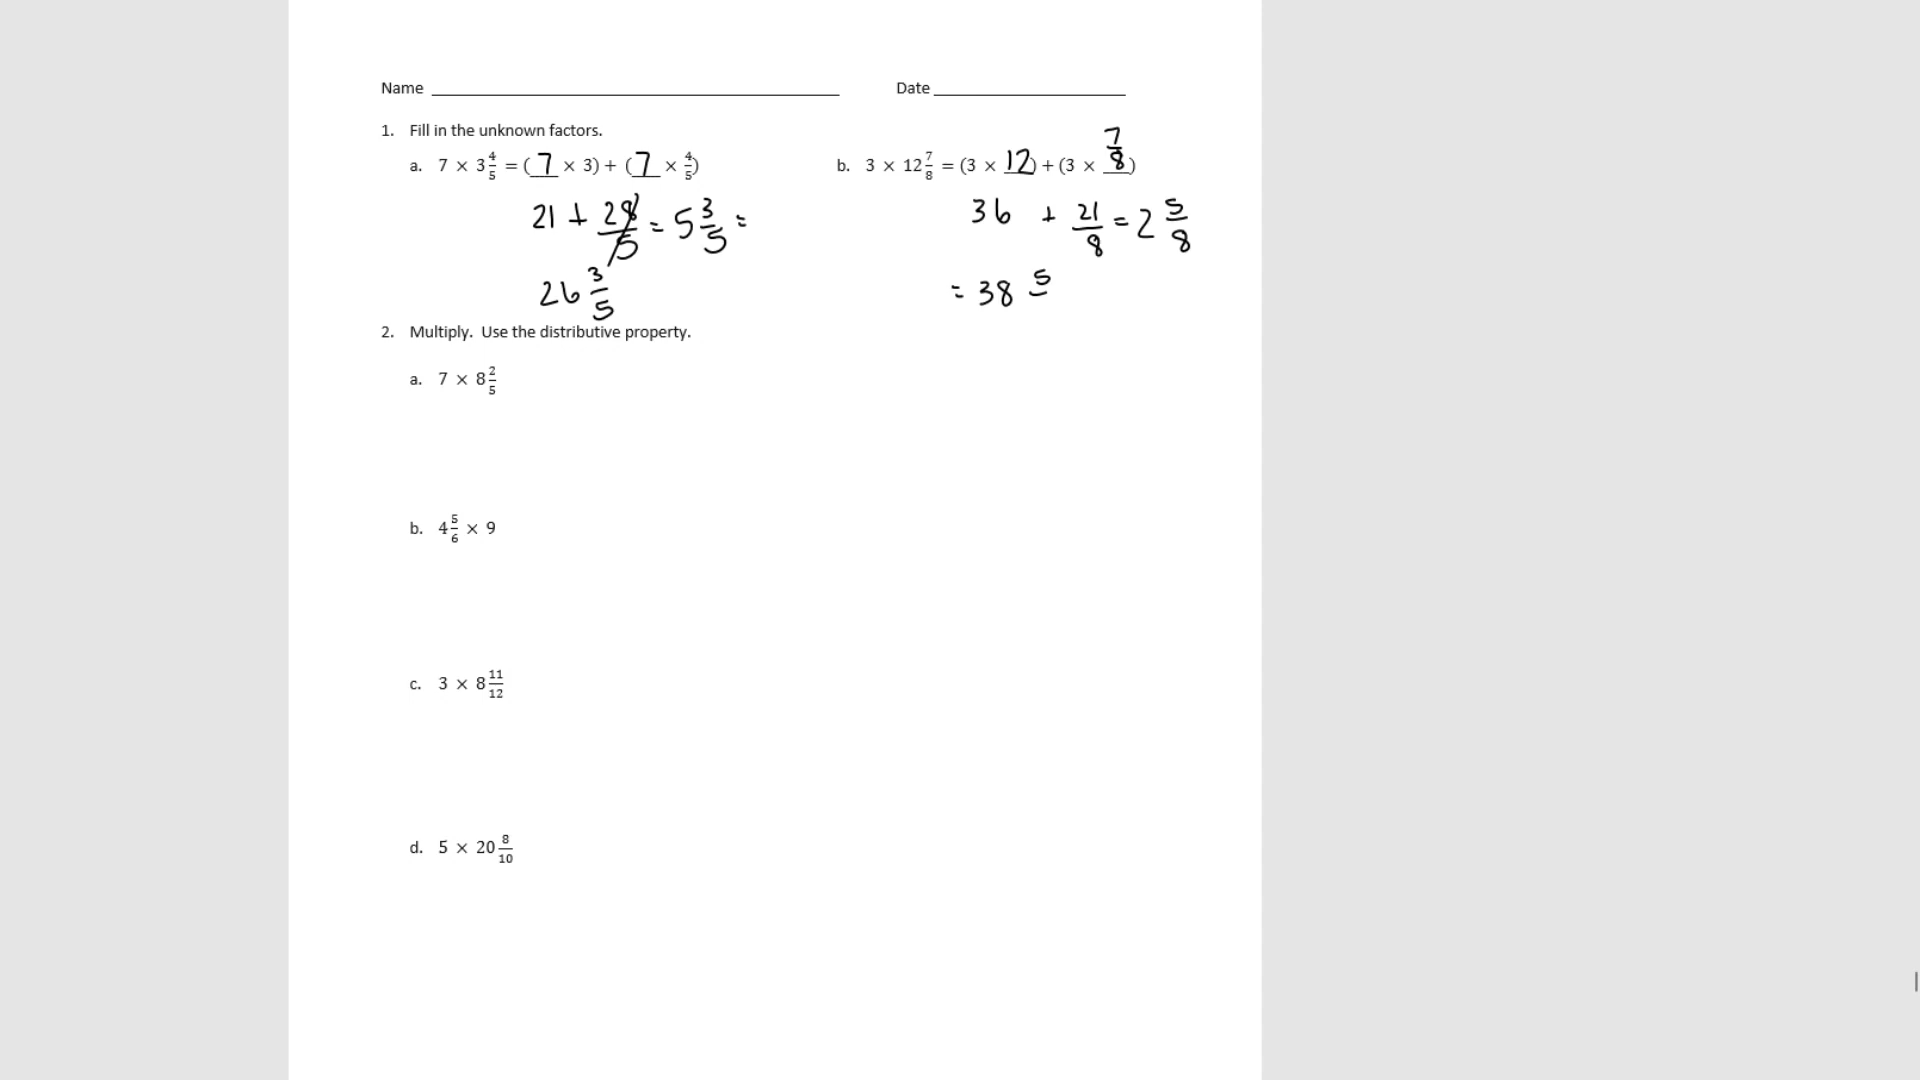 Name ____ Date ____
1. Fill in the unknown factors.
a. 7 × 3 4/5 = (7 × 3) + (7 × 4/5) b. 3 × 12 7/8 = (3 × 12) + (3 × 7/8)
21 + 28/5 = 5 3/5 = 36 + 21/8 = 2 5/8
26 3/5 = 38 5/
2. Multiply. Use the distributive property.
a. 7 × 8 2/5
b. 4 5/6 × 9
c. 3 × 8 11/12
d. 5 × 20 8/10